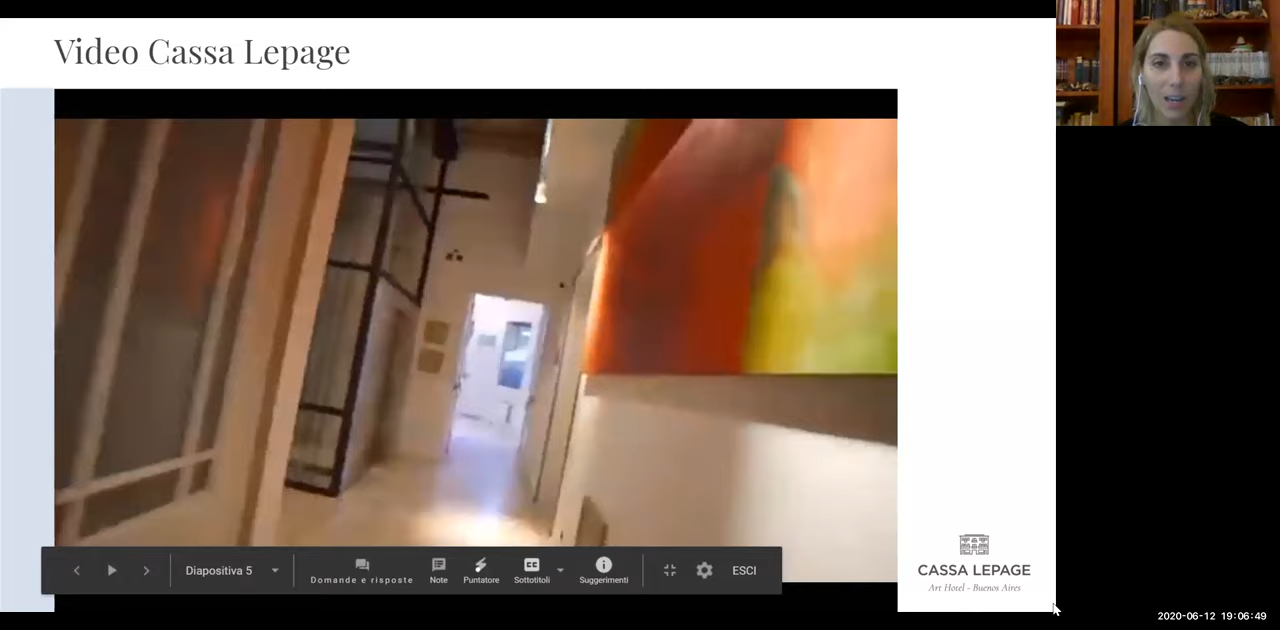 Video Cassa Lepage
Diapositiva 5
Domande e risposte
Note
Puntatore
CC
Sottotitoli
Suggerimenti
ESCI
CASSA LEPAGE
Art Hotel - Buenos Aires
2020-06-12 19:06:49